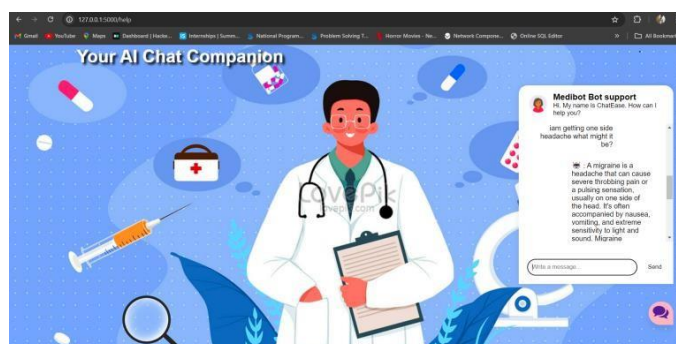 127.0.0.1:5000/help
Gmail YouTube Maps Dashboard | Hacke... Internships | Summ... National Program... Problem Solving T... Horror Movies - Ne... Network Compone... Online SQL Editor » All Bookmar
Your AI Chat Companion
Medibot Bot support
Hi. My name is ChatEase. How can I
help you?
iam getting one side
headache what might it
be?
: A migraine is a
headache that can cause
severe throbbing pain or
a pulsing sensation,
usually on one side of
the head. It's often
accompanied by nausea,
vomiting, and extreme
sensitivity to light and
sound. Migraine
Write a message...
Send
lovepik.com